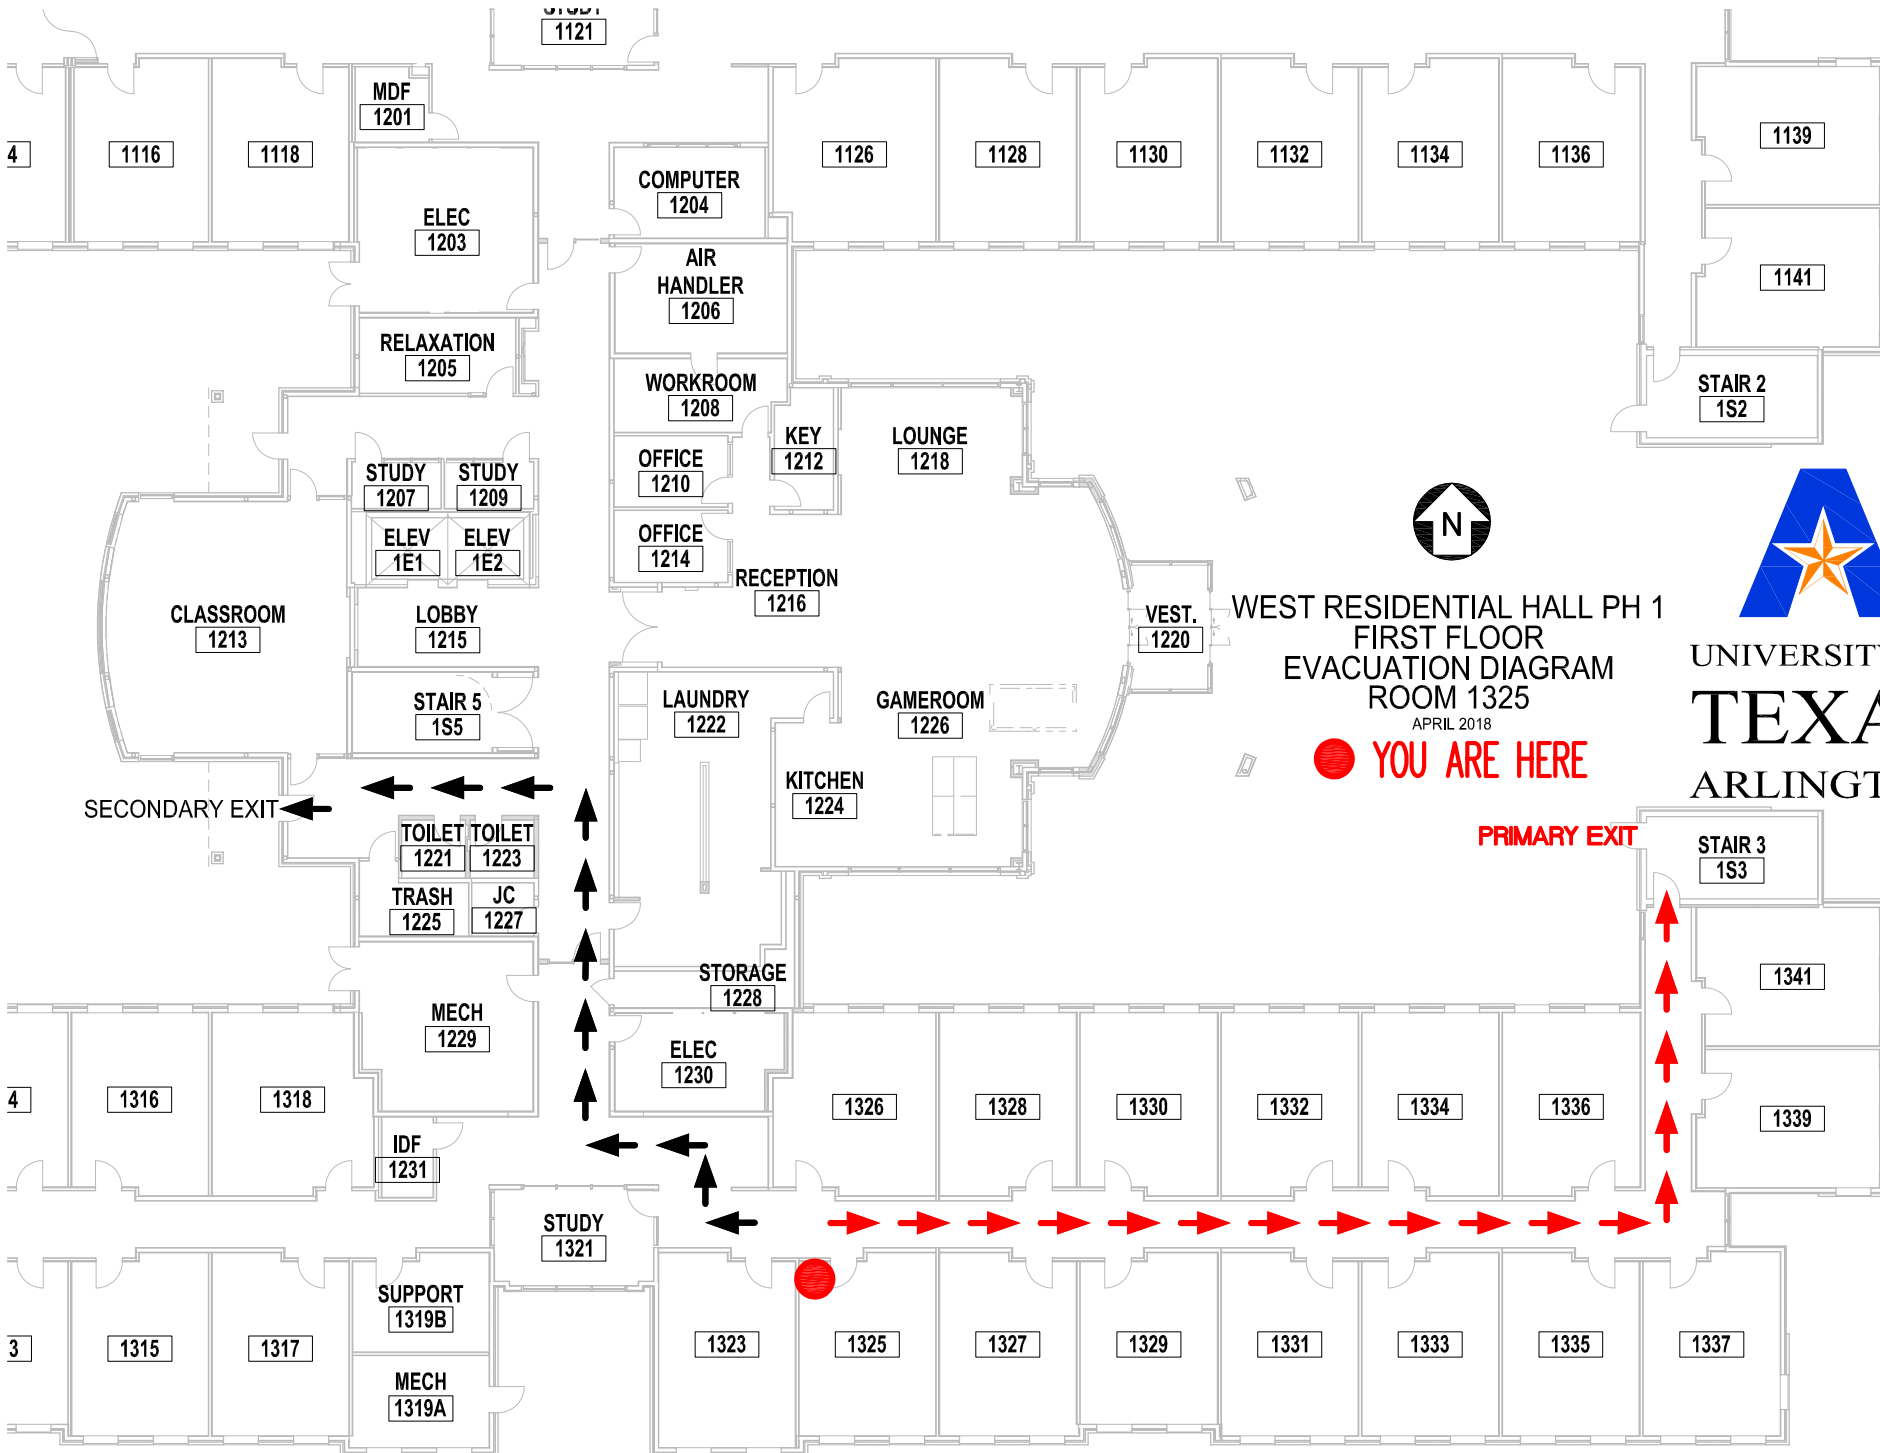 1121
MDF
1201
4
1116
1118
1126
1128
1130
1132
1134
1136
1139
COMPUTER
1204
ELEC
1203
AIR
HANDLER
1206
1141
RELAXATION
1205
WORKROOM
1208
STAIR 2
1S2
KEY
1212
LOUNGE
1218
OFFICE
1210
STUDY
1207
STUDY
1209
N
OFFICE
1214
ELEV
1E1
ELEV
1E2
RECEPTION
1216
CLASSROOM
1213
LOBBY
1215
VEST.
1220
WEST RESIDENTIAL HALL PH 1
FIRST FLOOR
EVACUATION DIAGRAM
ROOM 1325
APRIL 2018
YOU ARE HERE
UNIVERSITY
TEXA
ARLINGT
STAIR 5
1S5
LAUNDRY
1222
GAMEROOM
1226
KITCHEN
1224
SECONDARY EXIT
PRIMARY EXIT
TOILET
1221
TOILET
1223
STAIR 3
1S3
TRASH
1225
JC
1227
STORAGE
1228
1341
MECH
1229
ELEC
1230
4
1316
1318
1326
1328
1330
1332
1334
1336
1339
IDF
1231
STUDY
1321
SUPPORT
1319B
3
1315
1317
1323
1325
1327
1329
1331
1333
1335
1337
MECH
1319A